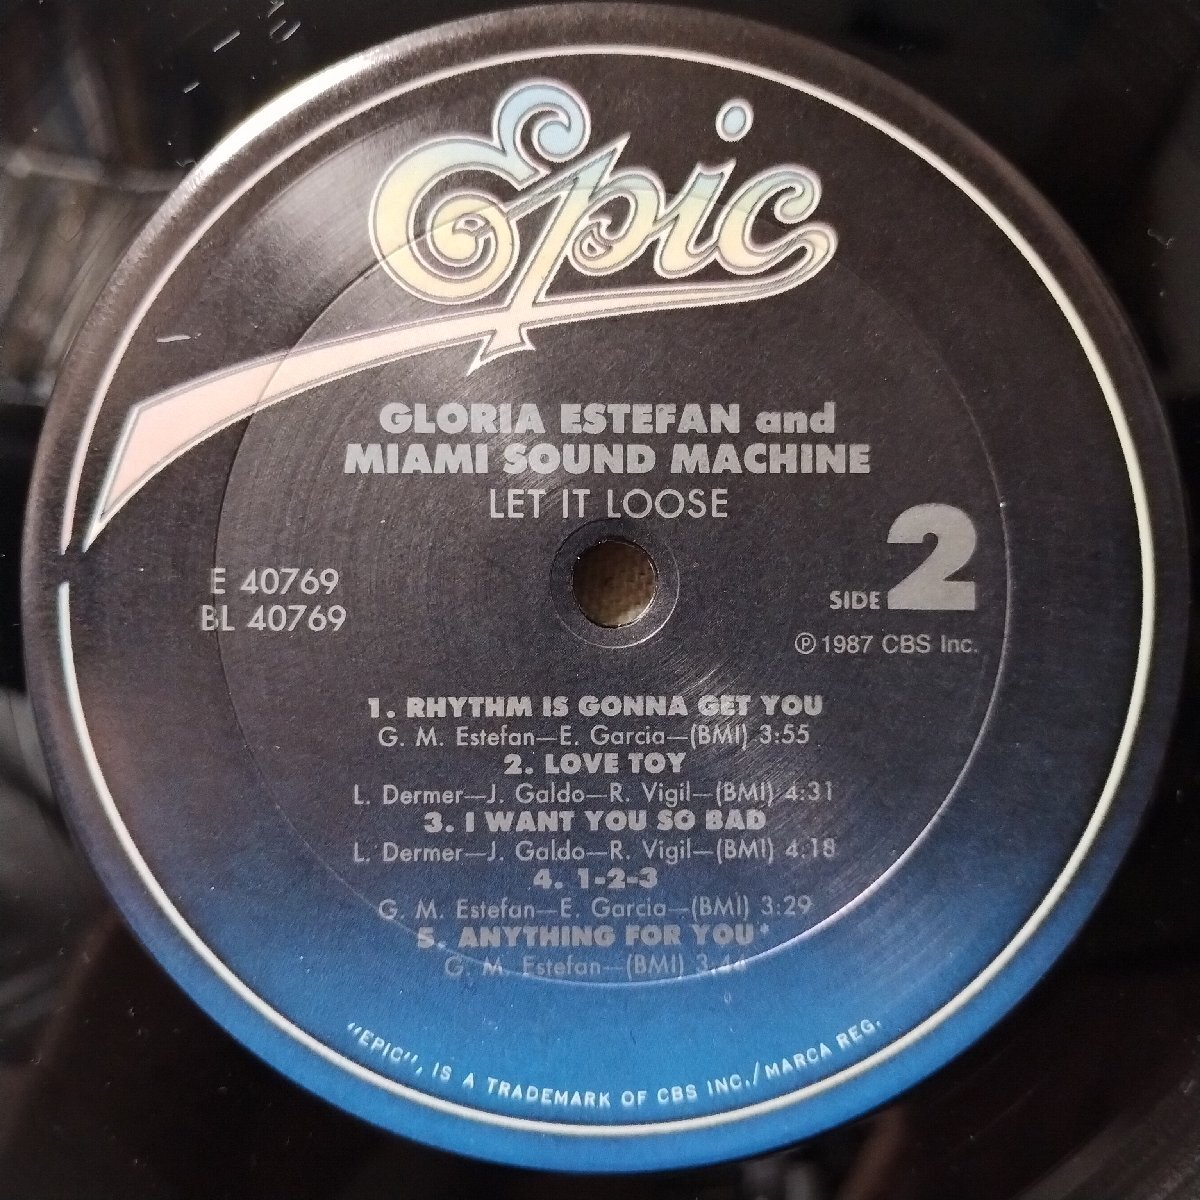 Epic
GLORIA ESTEFAN and
MIAMI SOUND MACHINE
LET IT LOOSE
E 40769
BL 40769
SIDE 2
℗ 1987 CBS Inc.
1. RHYTHM IS GONNA GET YOU
G. M. Estefan—E. Garcia—(BMI) 3:55
2. LOVE TOY
L. Dermer—J. Galdo—R. Vigil—(BMI) 4:31
3. I WANT YOU SO BAD
L. Dermer—J. Galdo—R. Vigil—(BMI) 4:18
4. 1-2-3
G. M. Estefan—E. Garcia—(BMI) 3:29
5. ANYTHING FOR YOU*
G. M. Estefan—(BMI) 3:44
"EPIC", IS A TRADEMARK OF CBS INC./MARCA REG.